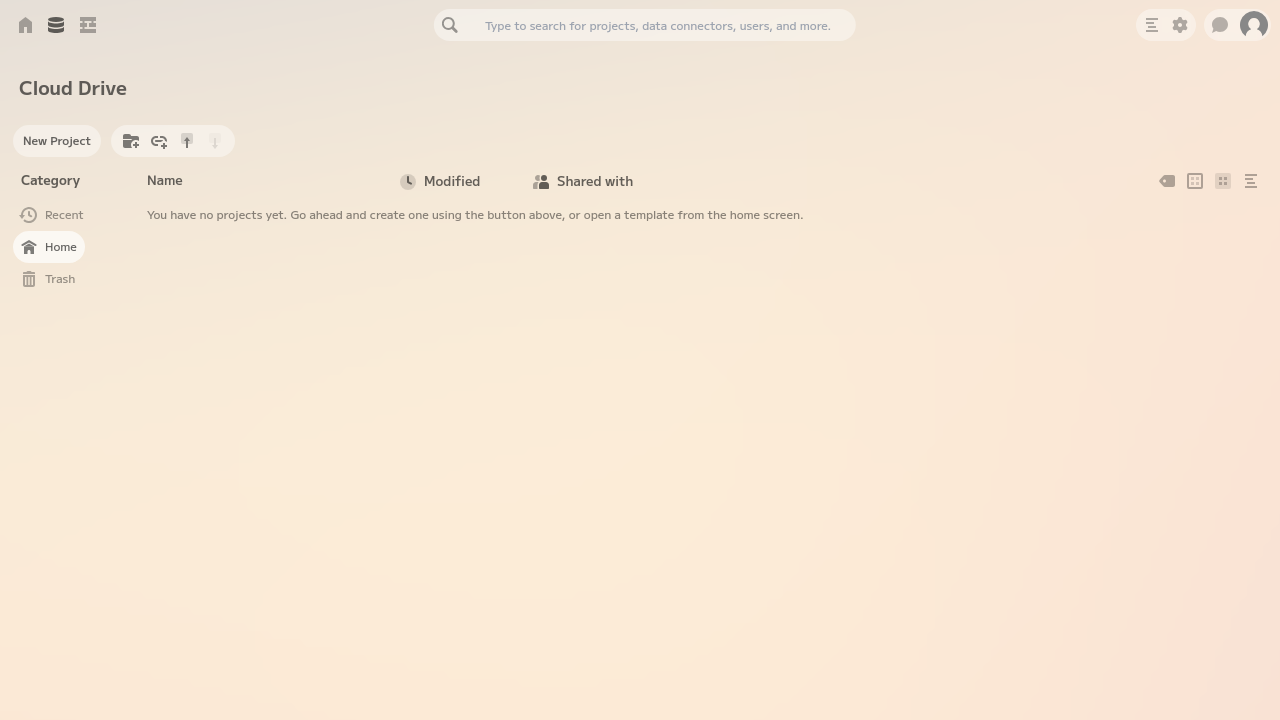 Type to search for projects, data connectors, users, and more.
Cloud Drive
New Project
Category
Name
Modified
Shared with
Recent
You have no projects yet. Go ahead and create one using the button above, or open a template from the home screen.
Home
Trash